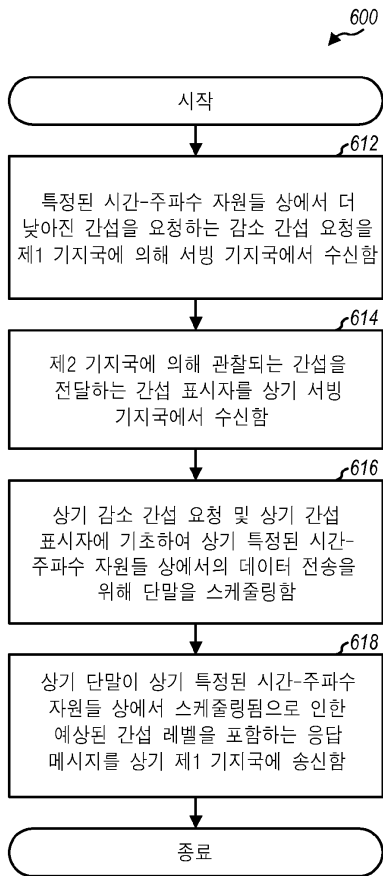 600
시작
612
특정된 시간-주파수 자원들 상에서 더
낮아진 간섭을 요청하는 감소 간섭 요청을
제1 기지국에 의해 서빙 기지국에서 수신함
614
제2 기지국에 의해 관찰되는 간섭을
전달하는 간섭 표시자를 상기 서빙
기지국에서 수신함
616
상기 감소 간섭 요청 및 상기 간섭
표시자에 기초하여 상기 특정된 시간-
주파수 자원들 상에서의 데이터 전송을
위해 단말을 스케줄링함
618
상기 단말이 상기 특정된 시간-주파수
자원들 상에서 스케줄링됨으로 인한
예상된 간섭 레벨을 포함하는 응답
메시지를 상기 제1 기지국에 송신함
종료